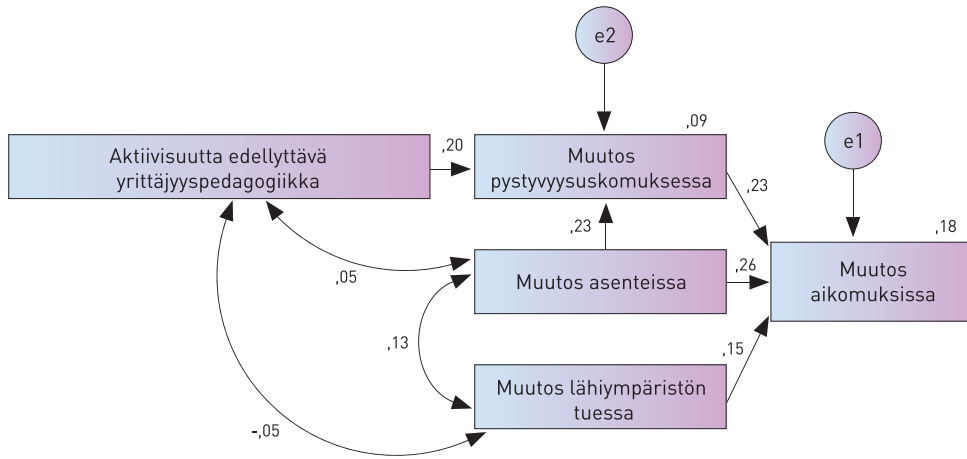 e2
,09
e1
Aktiivisuutta edellyttävä
yrittäjyyspedagogiikka
,20
Muutos
pystyvyysuskomuksessa
,23
,18
,23
Muutos asenteissa
,26
Muutos
aikomuksissa
,05
,13
,15
Muutos lähiympäristön
tuessa
-,05